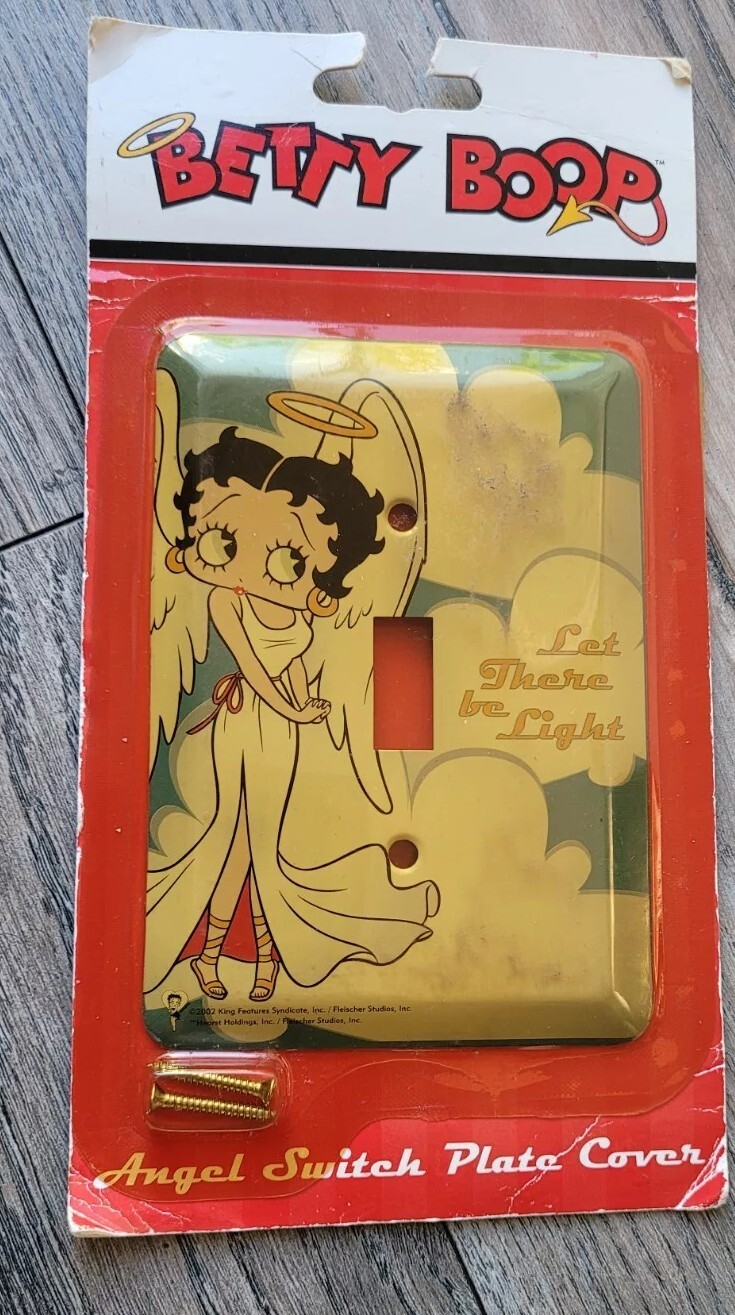 BETTY BOOP™
Let
There
be
Light
©2002 King Features Syndicate, Inc. / Fleischer Studios, Inc.
™Hearst Holdings, Inc. / Fleischer Studios, Inc.
Angel Switch Plate Cover